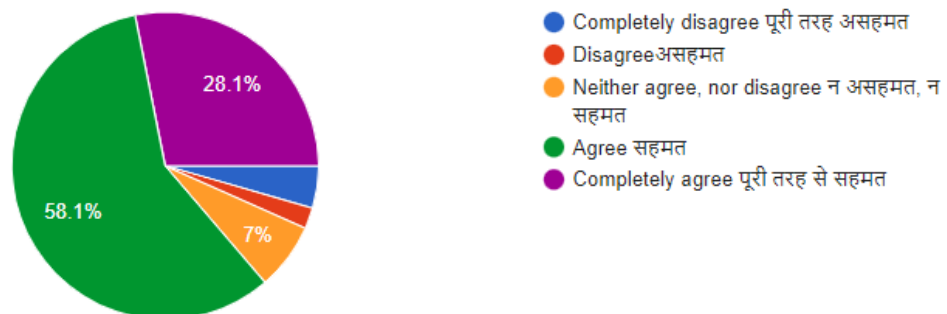 28.1%
58.1%
7%
Completely disagree पूरी तरह असहमत
Disagreeअसहमत
Neither agree, nor disagree न असहमत, न
सहमत
Agree सहमत
Completely agree पूरी तरह से सहमत